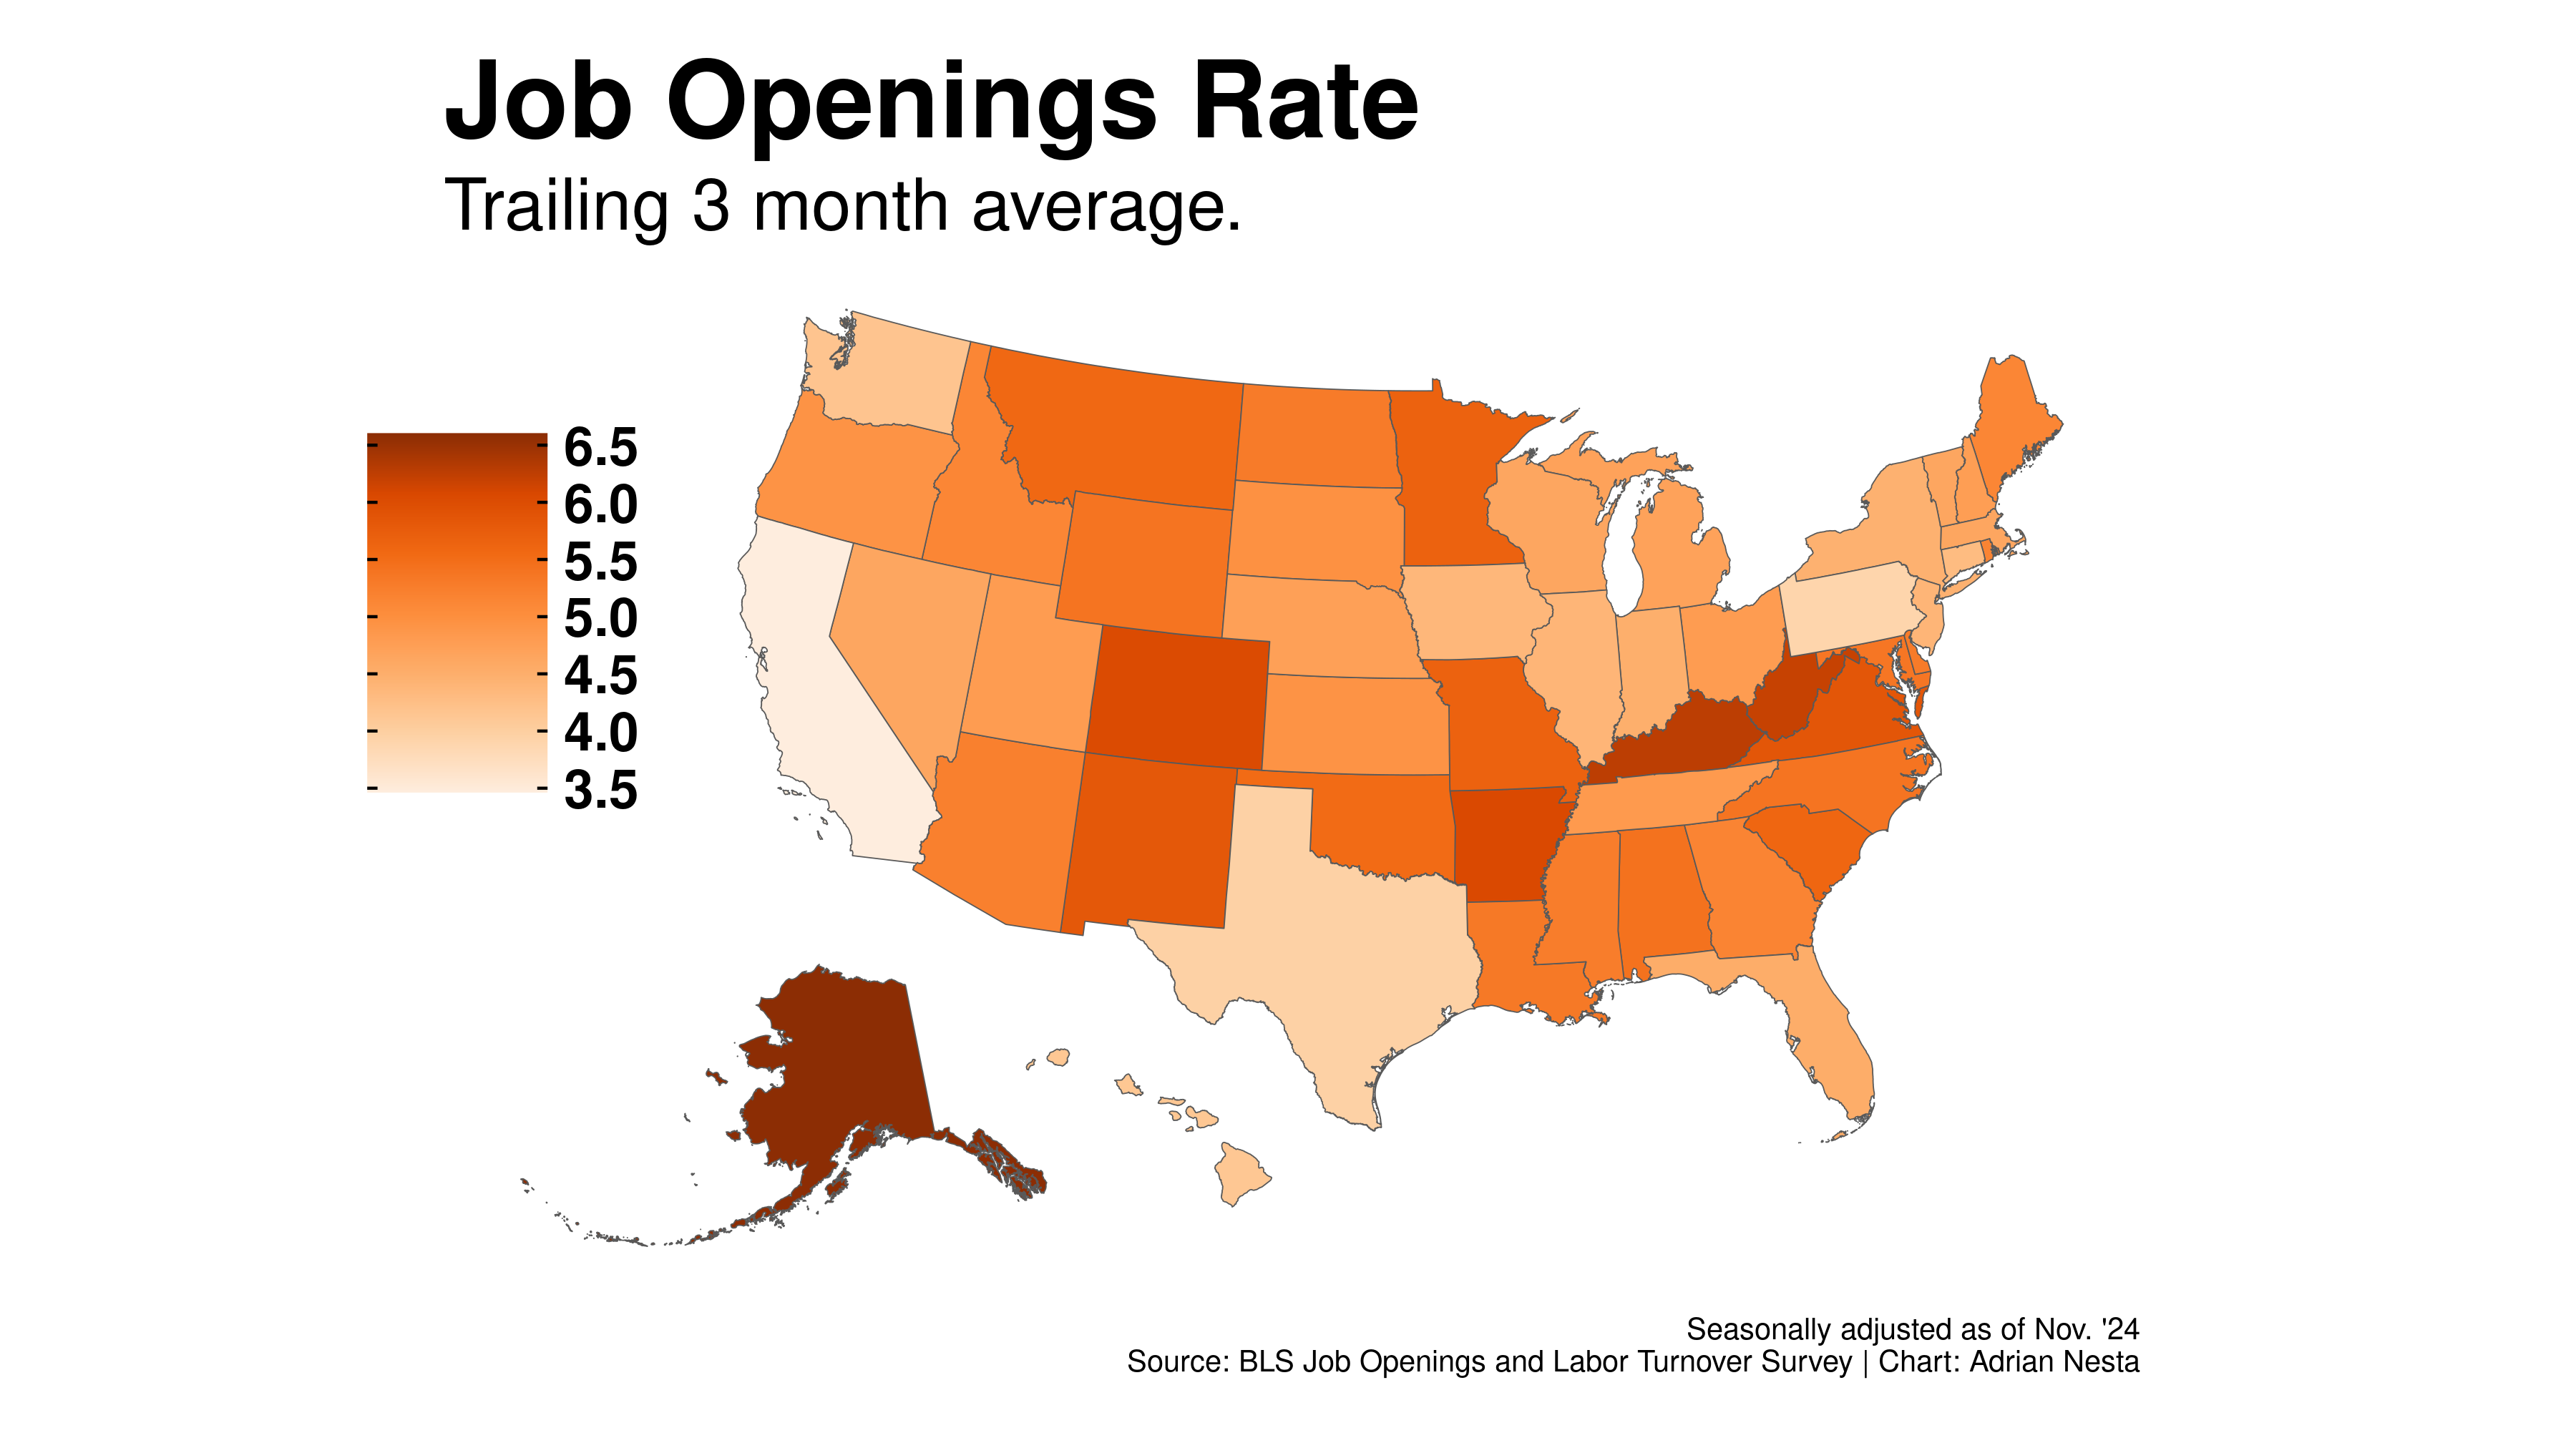 Job Openings Rate
Trailing 3 month average.
6.5
6.0
5.5
5.0
4.5
4.0
3.5
Seasonally adjusted as of Nov. '24
Source: BLS Job Openings and Labor Turnover Survey | Chart: Adrian Nesta